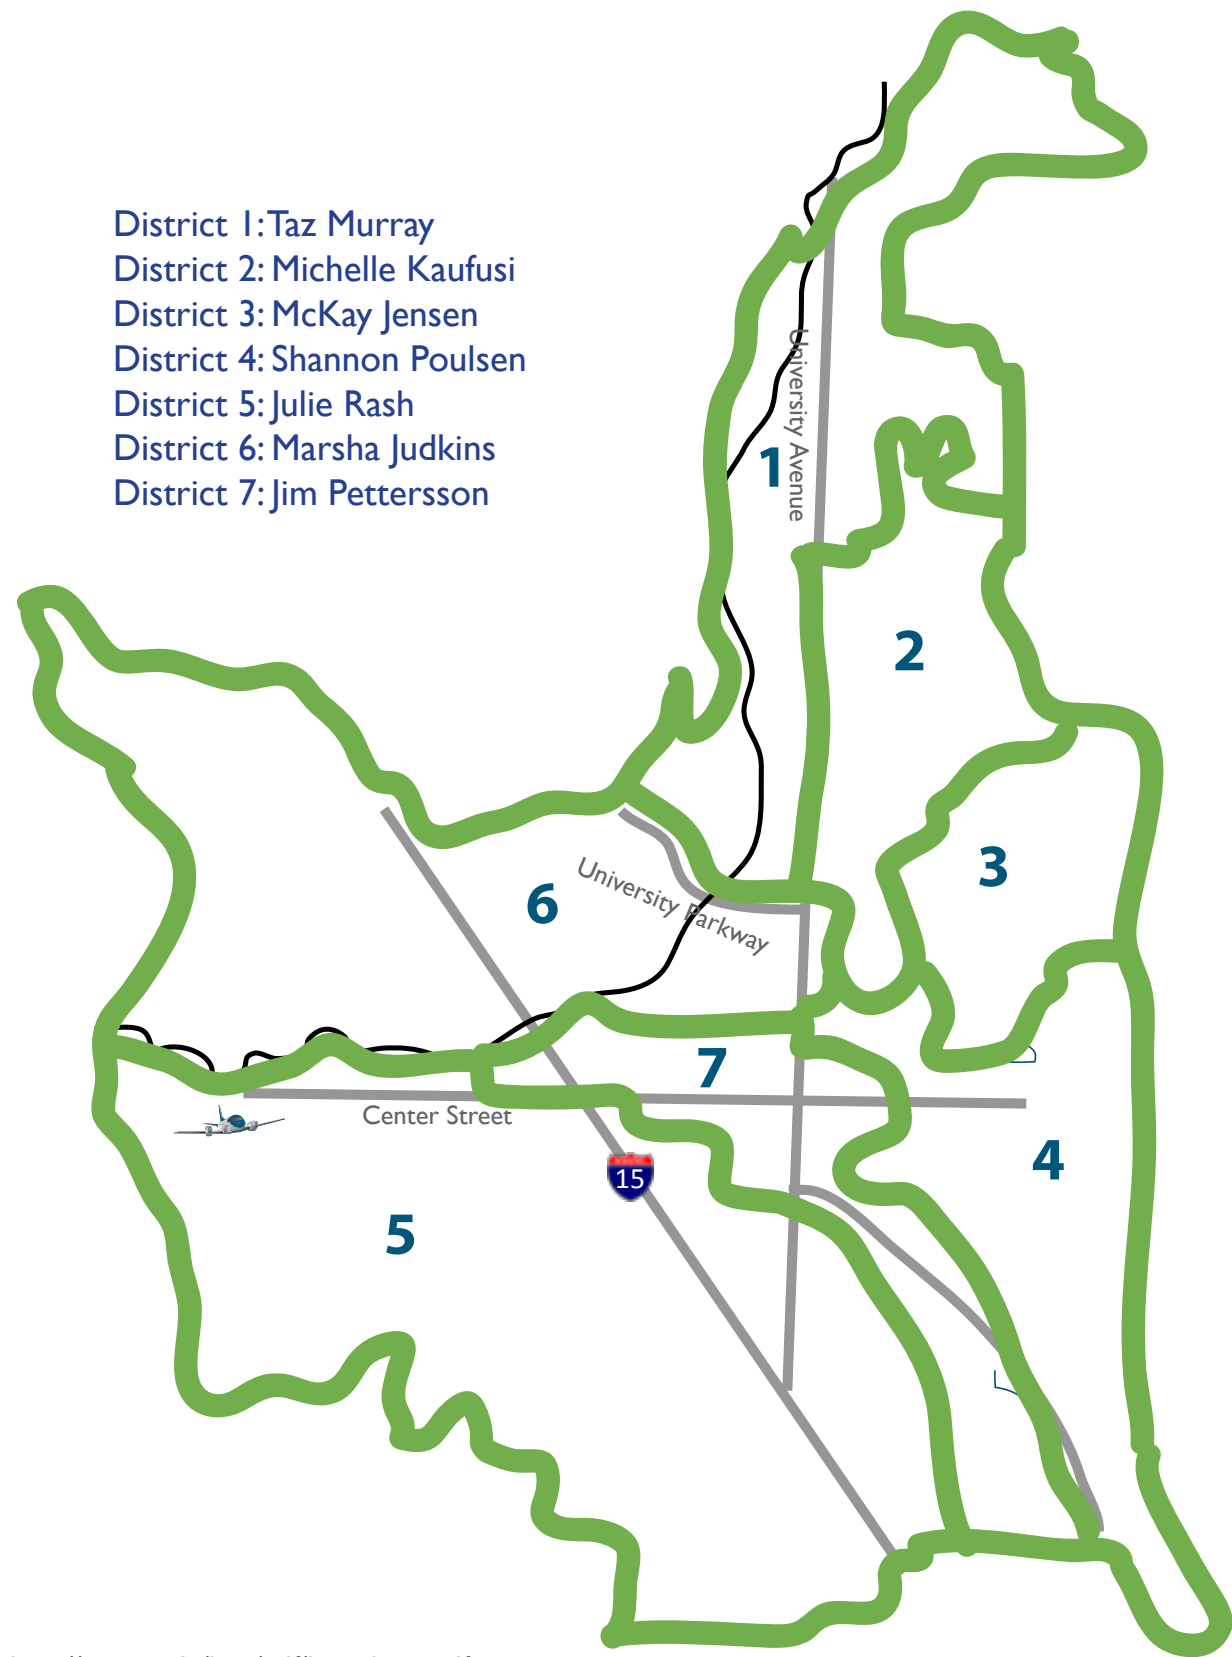 District 1: Taz Murray
District 2: Michelle Kaufusi
District 3: McKay Jensen
District 4: Shannon Poulsen
District 5: Julie Rash
District 6: Marsha Judkins
District 7: Jim Pettersson
University Avenue
1
2
3
6
University Parkway
7
Center Street
4
15
5